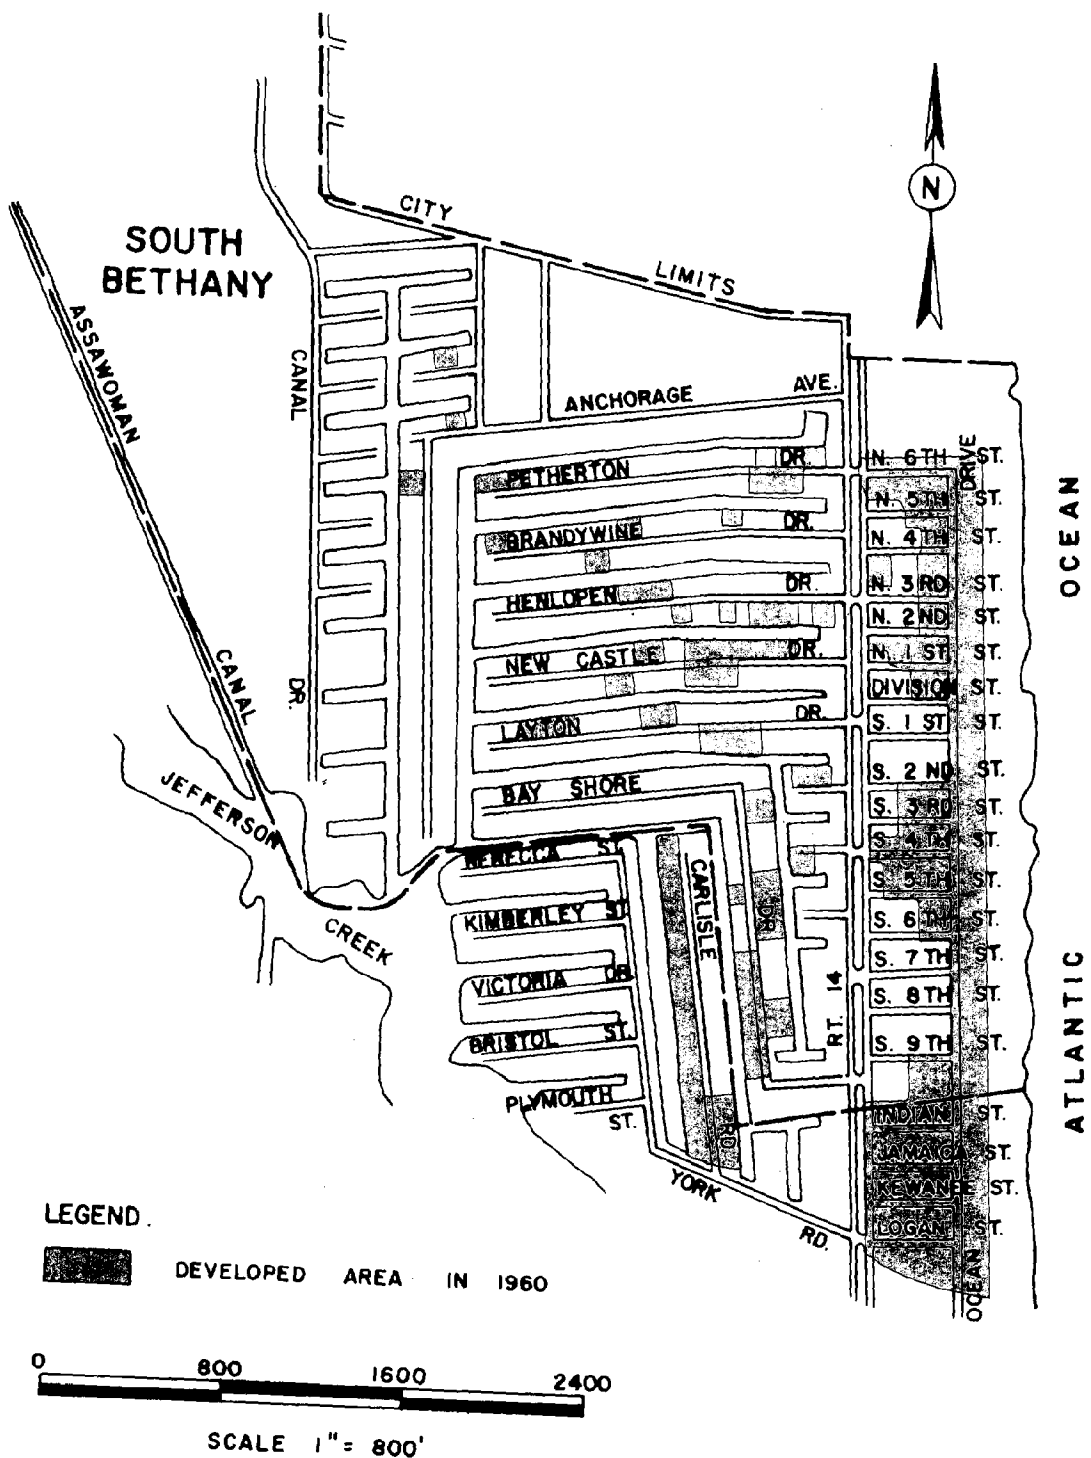 CITY
LIMITS
N
SOUTH
BETHANY
ASSAWOMAN
CANAL
CANAL
DR.
ANCHORAGE AVE.
PETHERTON DR.
BRANDYWINE DR.
HENLOPEN DR.
NEW CASTLE DR.
LAYTON DR.
BAY SHORE
DR
N. 6TH ST.
N. 5TH ST.
N. 4TH ST.
N. 3RD ST.
N. 2ND ST.
N. 1ST ST.
DIVISION ST.
S. 1ST ST.
S. 2ND ST.
S. 3RD ST.
S. 4TH ST.
S. 5TH ST.
S. 6TH ST.
S. 7TH ST.
S. 8TH ST.
S. 9TH ST.
INDIAN ST.
JAMAICA ST.
KEWANEE ST.
LOGAN ST.
OCEAN
DRIVE
ATLANTIC
OCEAN
RT. 14
JEFFERSON
CREEK
REBECCA ST.
KIMBERLEY ST.
VICTORIA DR.
BRISTOL ST.
PLYMOUTH
ST.
CARLISLE
RD
YORK
RD.
LEGEND.
DEVELOPED AREA IN 1960
0 800 1600 2400
SCALE 1"= 800'